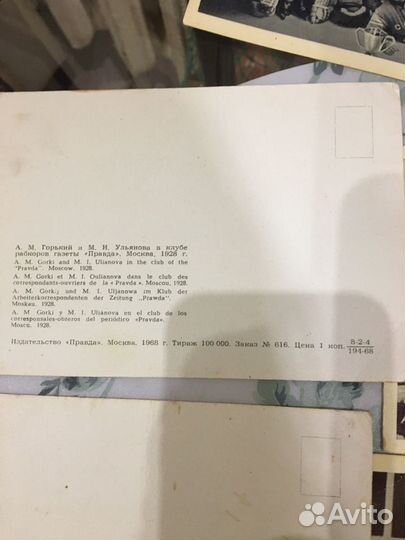 А. М. Горький и М. И. Ульянова в клубе
рабкоров газеты «Правда». Москва, 1928 г.
A. M. Gorki and M. I. Ulianova in the club of the
"Pravda". Moscow. 1928.
A. M. Gorki et M. I. Oulianova dans le club des
correspondants-ouvriers de la «Pravda». Moscou, 1928.
A. M. Gorkij und M. I. Uljanowa im Klub der
Arbeiterkorrespondenten der Zeitung „Prawda".
Moskau. 1928.
A. M. Gorki y M. I. Ulianova en el club de los
corresponsales-obreros del periódico «Pravda».
Moscú. 1928.
Издательство «Правда». Москва. 1968 г. Тираж 100 000. Заказ № 616. Цена 1 коп. 8-2-4
194-68
Avito